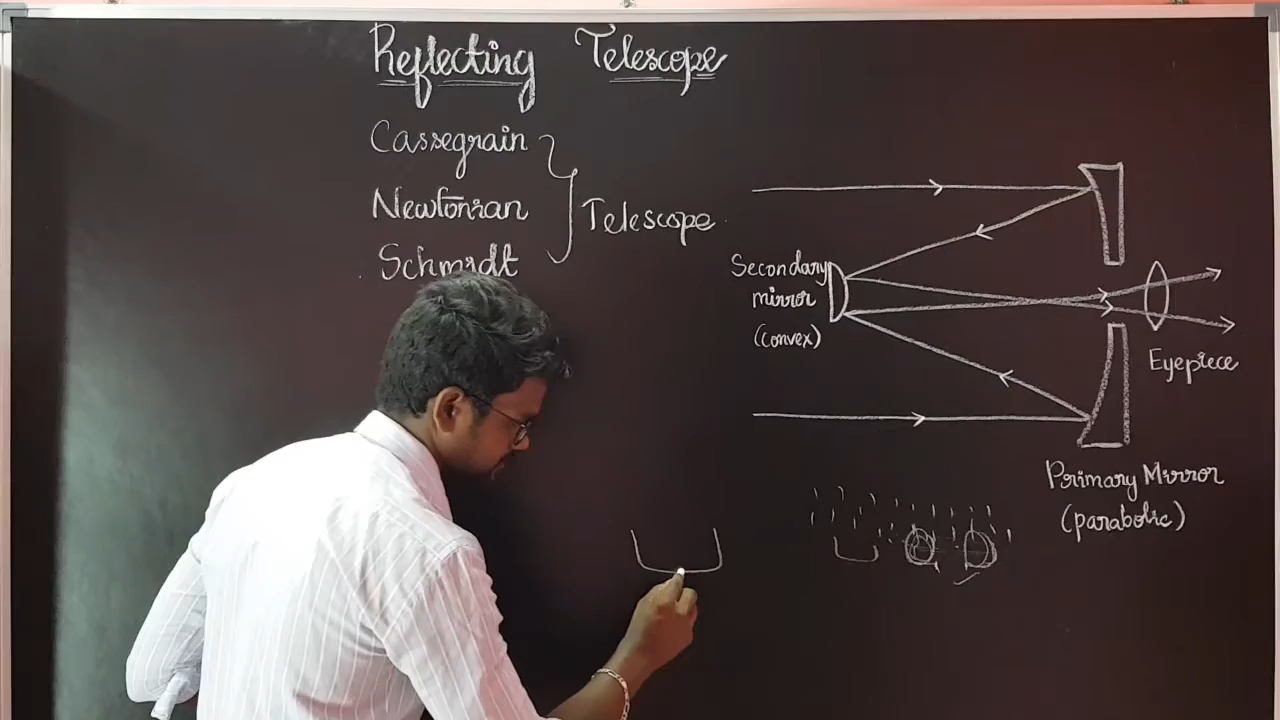 Reflecting Telescope
Cassegrain
Newtonian
Schmidt
Telescope
Secondary
mirror
(convex)
Eyepiece
Primary Mirror
(parabolic)